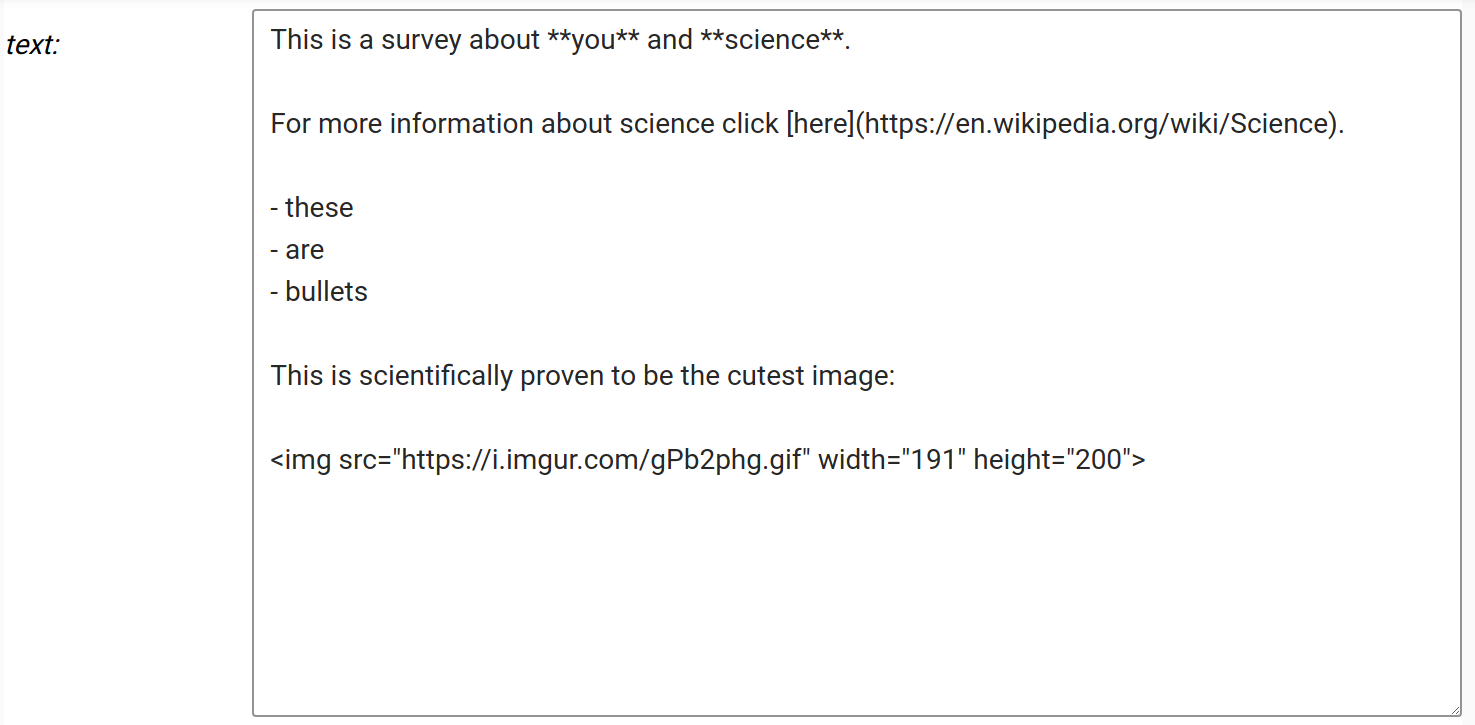 text:
This is a survey about **you** and **science**.
For more information about science click [here](https://en.wikipedia.org/wiki/Science).
- these
- are
- bullets
This is scientifically proven to be the cutest image:
<img src="https://i.imgur.com/gPb2phg.gif" width="191" height="200">